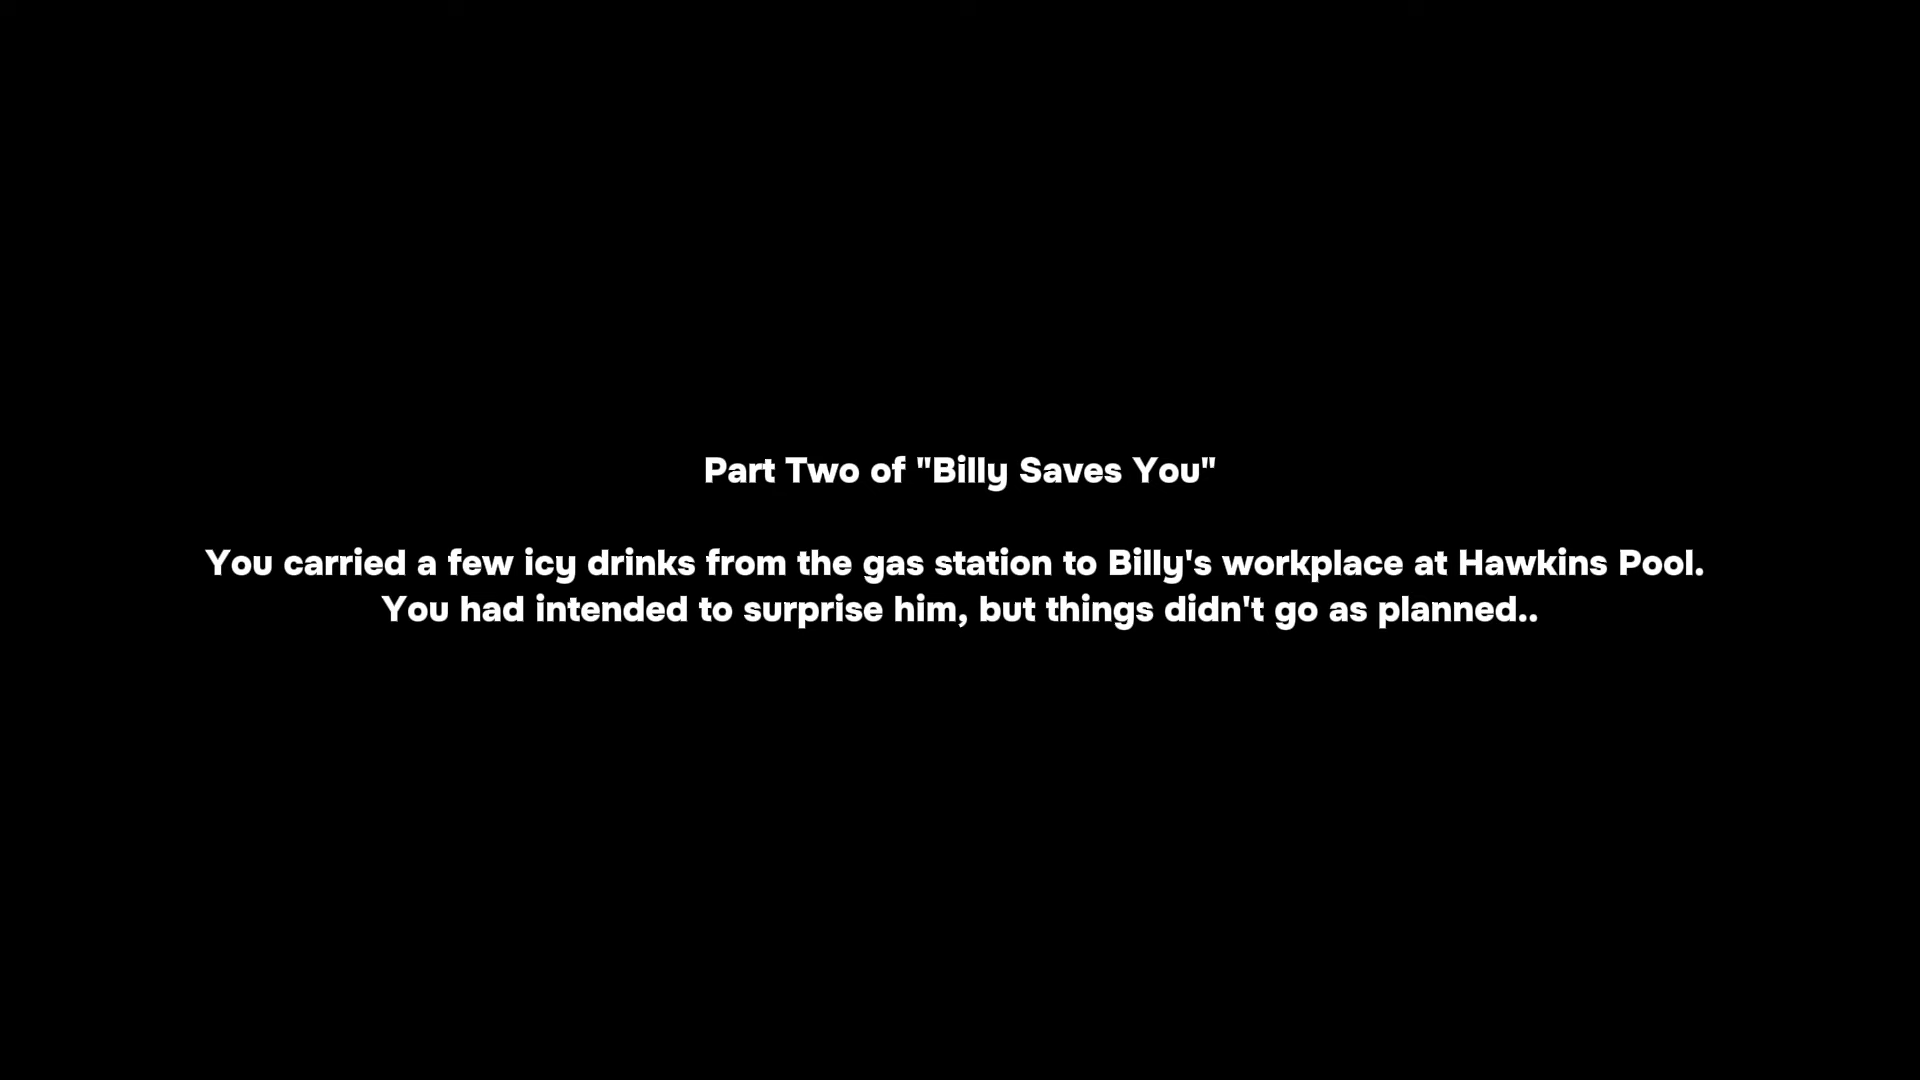 Part Two of "Billy Saves You"
You carried a few icy drinks from the gas station to Billy's workplace at Hawkins Pool.
You had intended to surprise him, but things didn't go as planned..